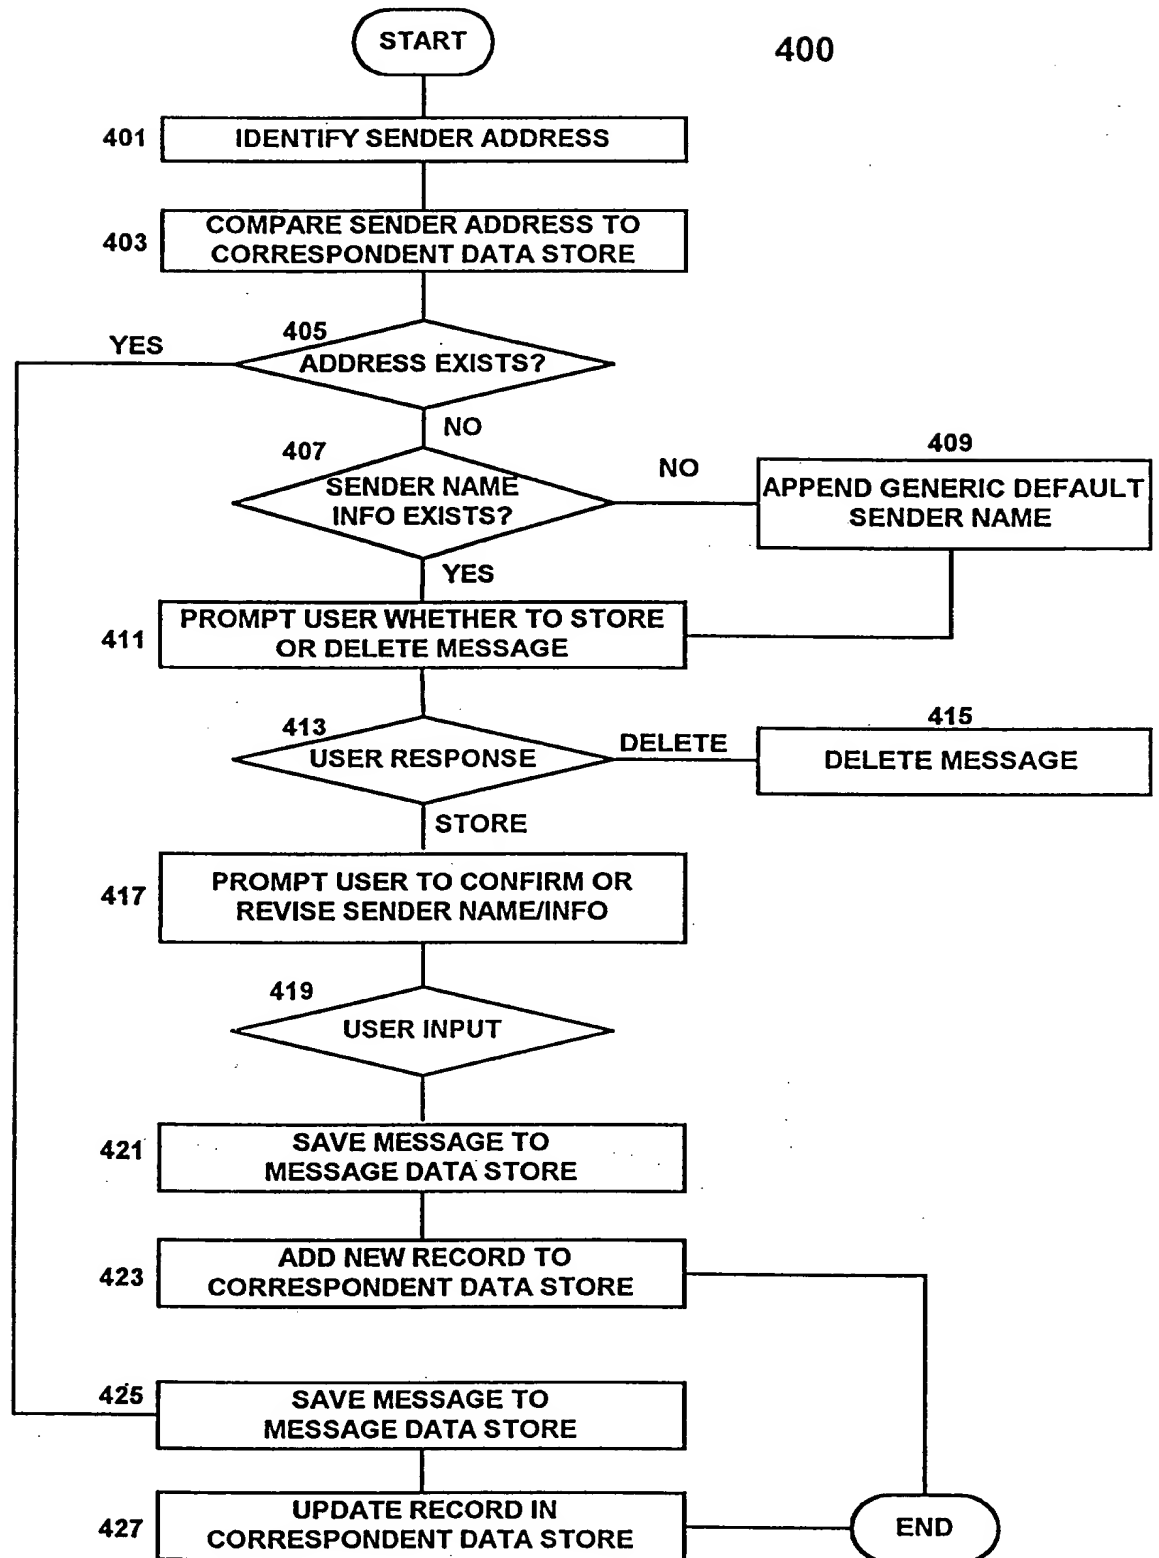 START
400
401
IDENTIFY SENDER ADDRESS
403
COMPARE SENDER ADDRESS TO
CORRESPONDENT DATA STORE
YES
405
ADDRESS EXISTS?
NO
407
SENDER NAME
INFO EXISTS?
NO
409
APPEND GENERIC DEFAULT
SENDER NAME
YES
411
PROMPT USER WHETHER TO STORE
OR DELETE MESSAGE
413
USER RESPONSE
DELETE
415
DELETE MESSAGE
STORE
417
PROMPT USER TO CONFIRM OR
REVISE SENDER NAME/INFO
419
USER INPUT
421
SAVE MESSAGE TO
MESSAGE DATA STORE
423
ADD NEW RECORD TO
CORRESPONDENT DATA STORE
425
SAVE MESSAGE TO
MESSAGE DATA STORE
427
UPDATE RECORD IN
CORRESPONDENT DATA STORE
END